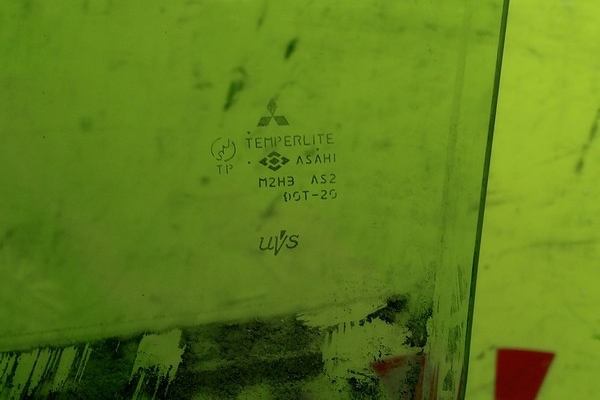 TEMPERLITE
TP ASAHI
M2H3 AS2
DOT-20
UVS